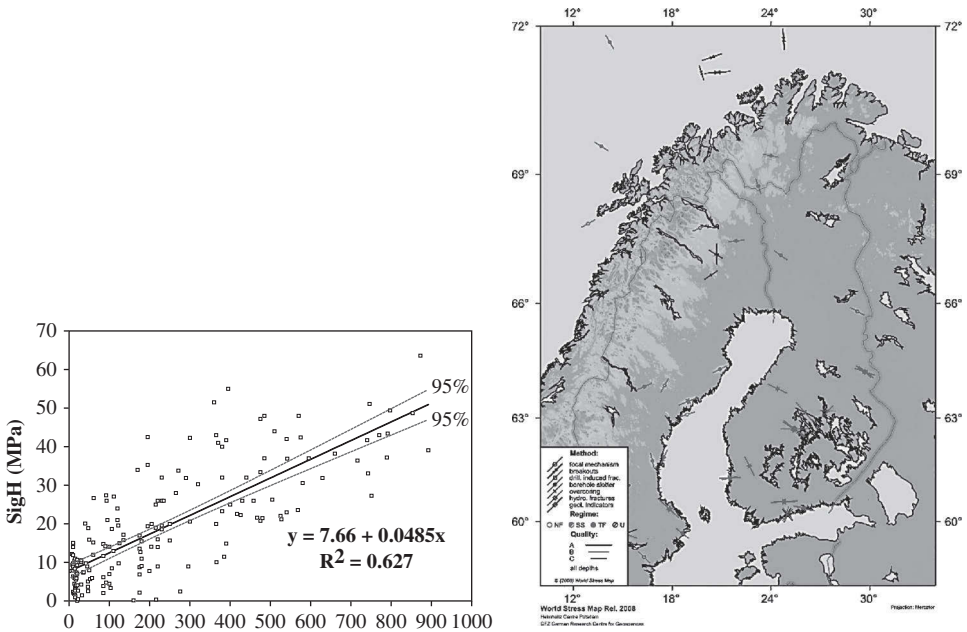 70
60
50
40
30
20
10
0
SigH (MPa)
95%
95%
y = 7.66 + 0.0485x
R2 = 0.627
0 100 200 300 400 500 600 700 800 900 1000
12° 18° 24° 30°
72° 72°
69° 69°
66° 66°
63° 63°
60° 60°
Method:
focal mechanism
breakouts
drill. induced frac.
borehole slotter
overcoring
hydro. fractures
geol. indicators
Regime:
NF SS TF U
Quality:
A
B
C
all depths
© (2008) World Stress Map
12° 18° 24° 30°
World Stress Map Rel. 2008
Helmholtz Centre Potsdam
GFZ German Research Centre for Geosciences
Projection: Mercator